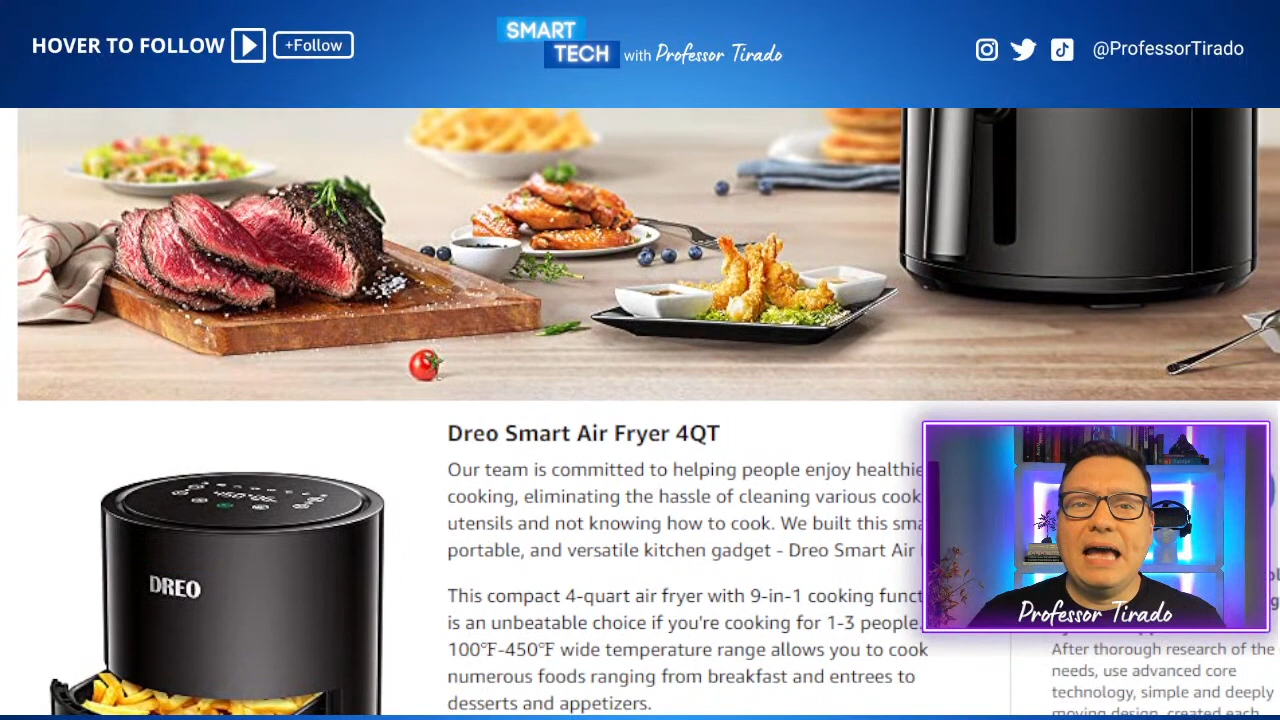 HOVER TO FOLLOW
+Follow
SMART
TECH with Professor Tirado
@ProfessorTirado
Dreo Smart Air Fryer 4QT
Our team is committed to helping people enjoy healthie
cooking, eliminating the hassle of cleaning various cook
utensils and not knowing how to cook. We built this sma
portable, and versatile kitchen gadget - Dreo Smart Air
This compact 4-quart air fryer with 9-in-1 cooking funct
is an unbeatable choice if you're cooking for 1-3 people.
100℉-450℉ wide temperature range allows you to cook
numerous foods ranging from breakfast and entrees to
desserts and appetizers.
DREO
Professor Tirado
After thorough research of the
needs, use advanced core
technology, simple and deeply
moving design, created each